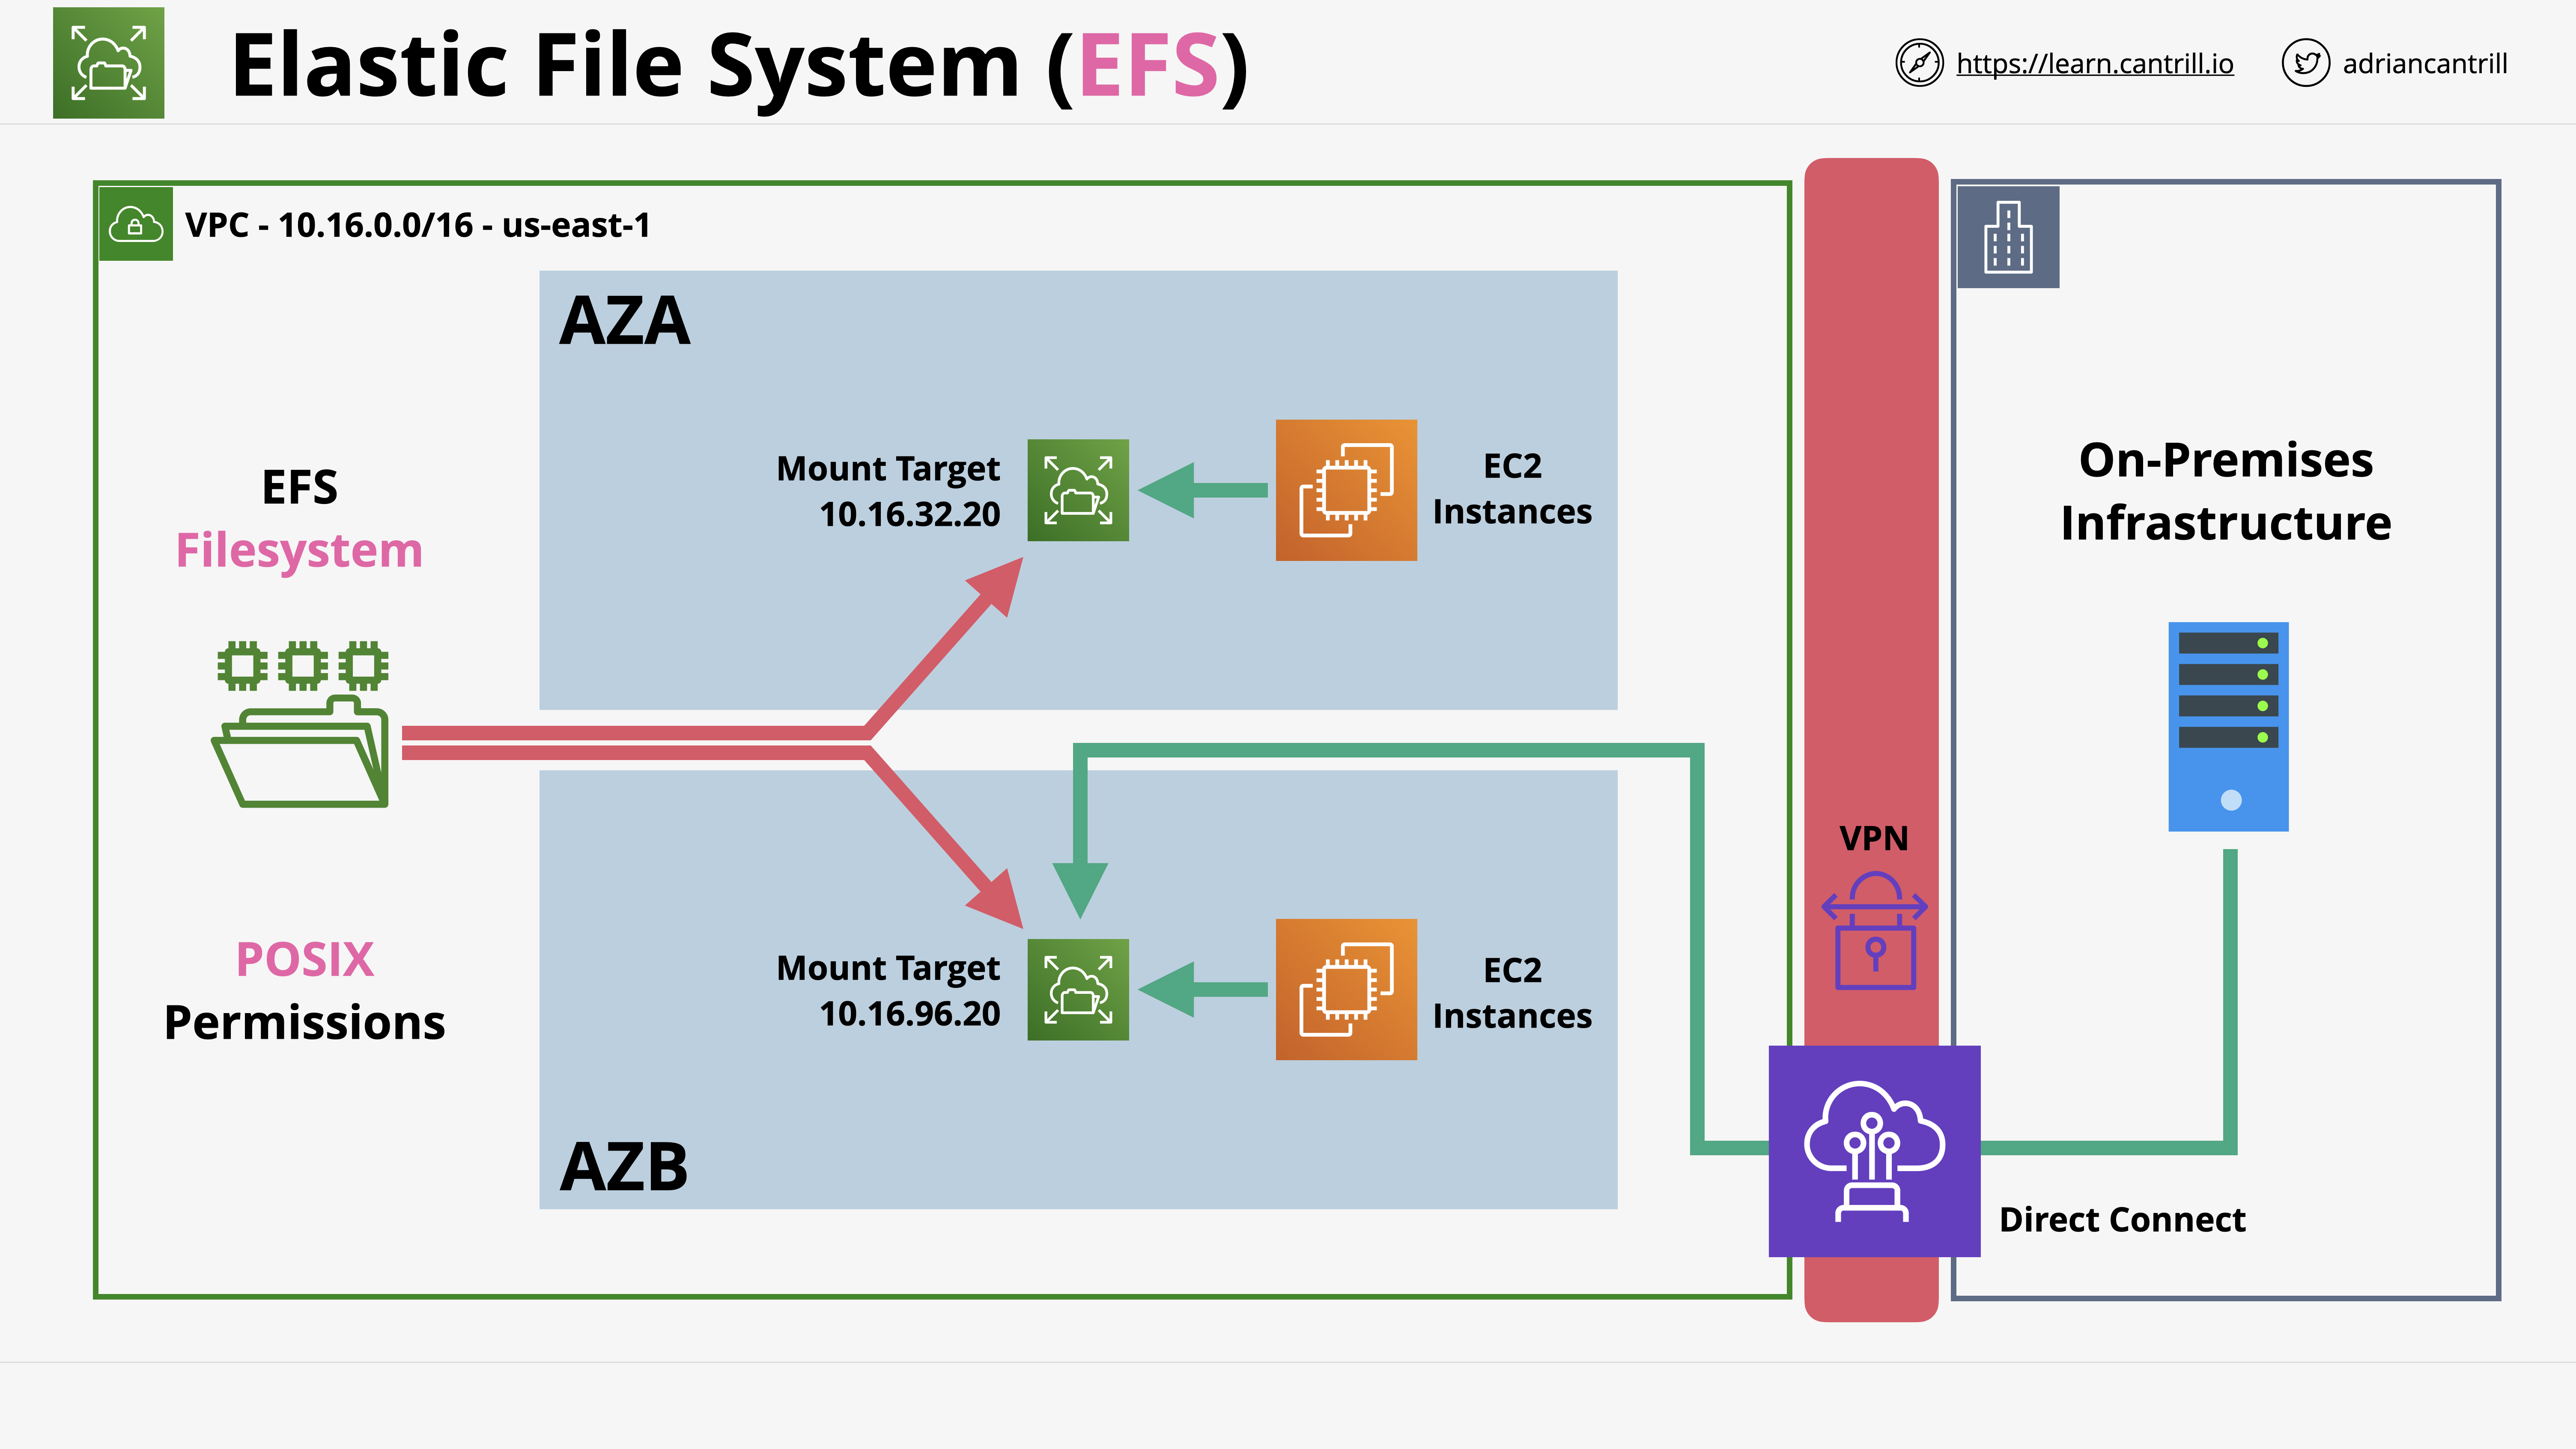 Elastic File System (EFS)
https://learn.cantrill.io
adriancantrill
VPC - 10.16.0.0/16 - us-east-1
AZA
Mount Target
10.16.32.20
EC2
Instances
EFS
Filesystem
POSIX
Permissions
Mount Target
10.16.96.20
EC2
Instances
AZB
VPN
On-Premises
Infrastructure
Direct Connect